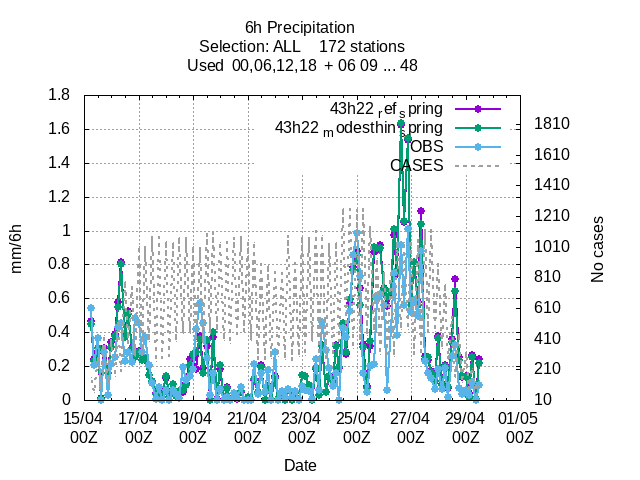 6h Precipitation
Selection: ALL 172 stations
Used 00,06,12,18 + 06 09 ... 48
43h22 ref spring
43h22 modesthin spring
OBS
CASES
1.8
1.6
1.4
1.2
1
0.8
0.6
0.4
0.2
0
mm/6h
1810
1610
1410
1210
1010
810
610
410
210
10
No cases
15/04 17/04 19/04 21/04 23/04 25/04 27/04 29/04 01/05
00Z 00Z 00Z 00Z 00Z 00Z 00Z 00Z 00Z
Date